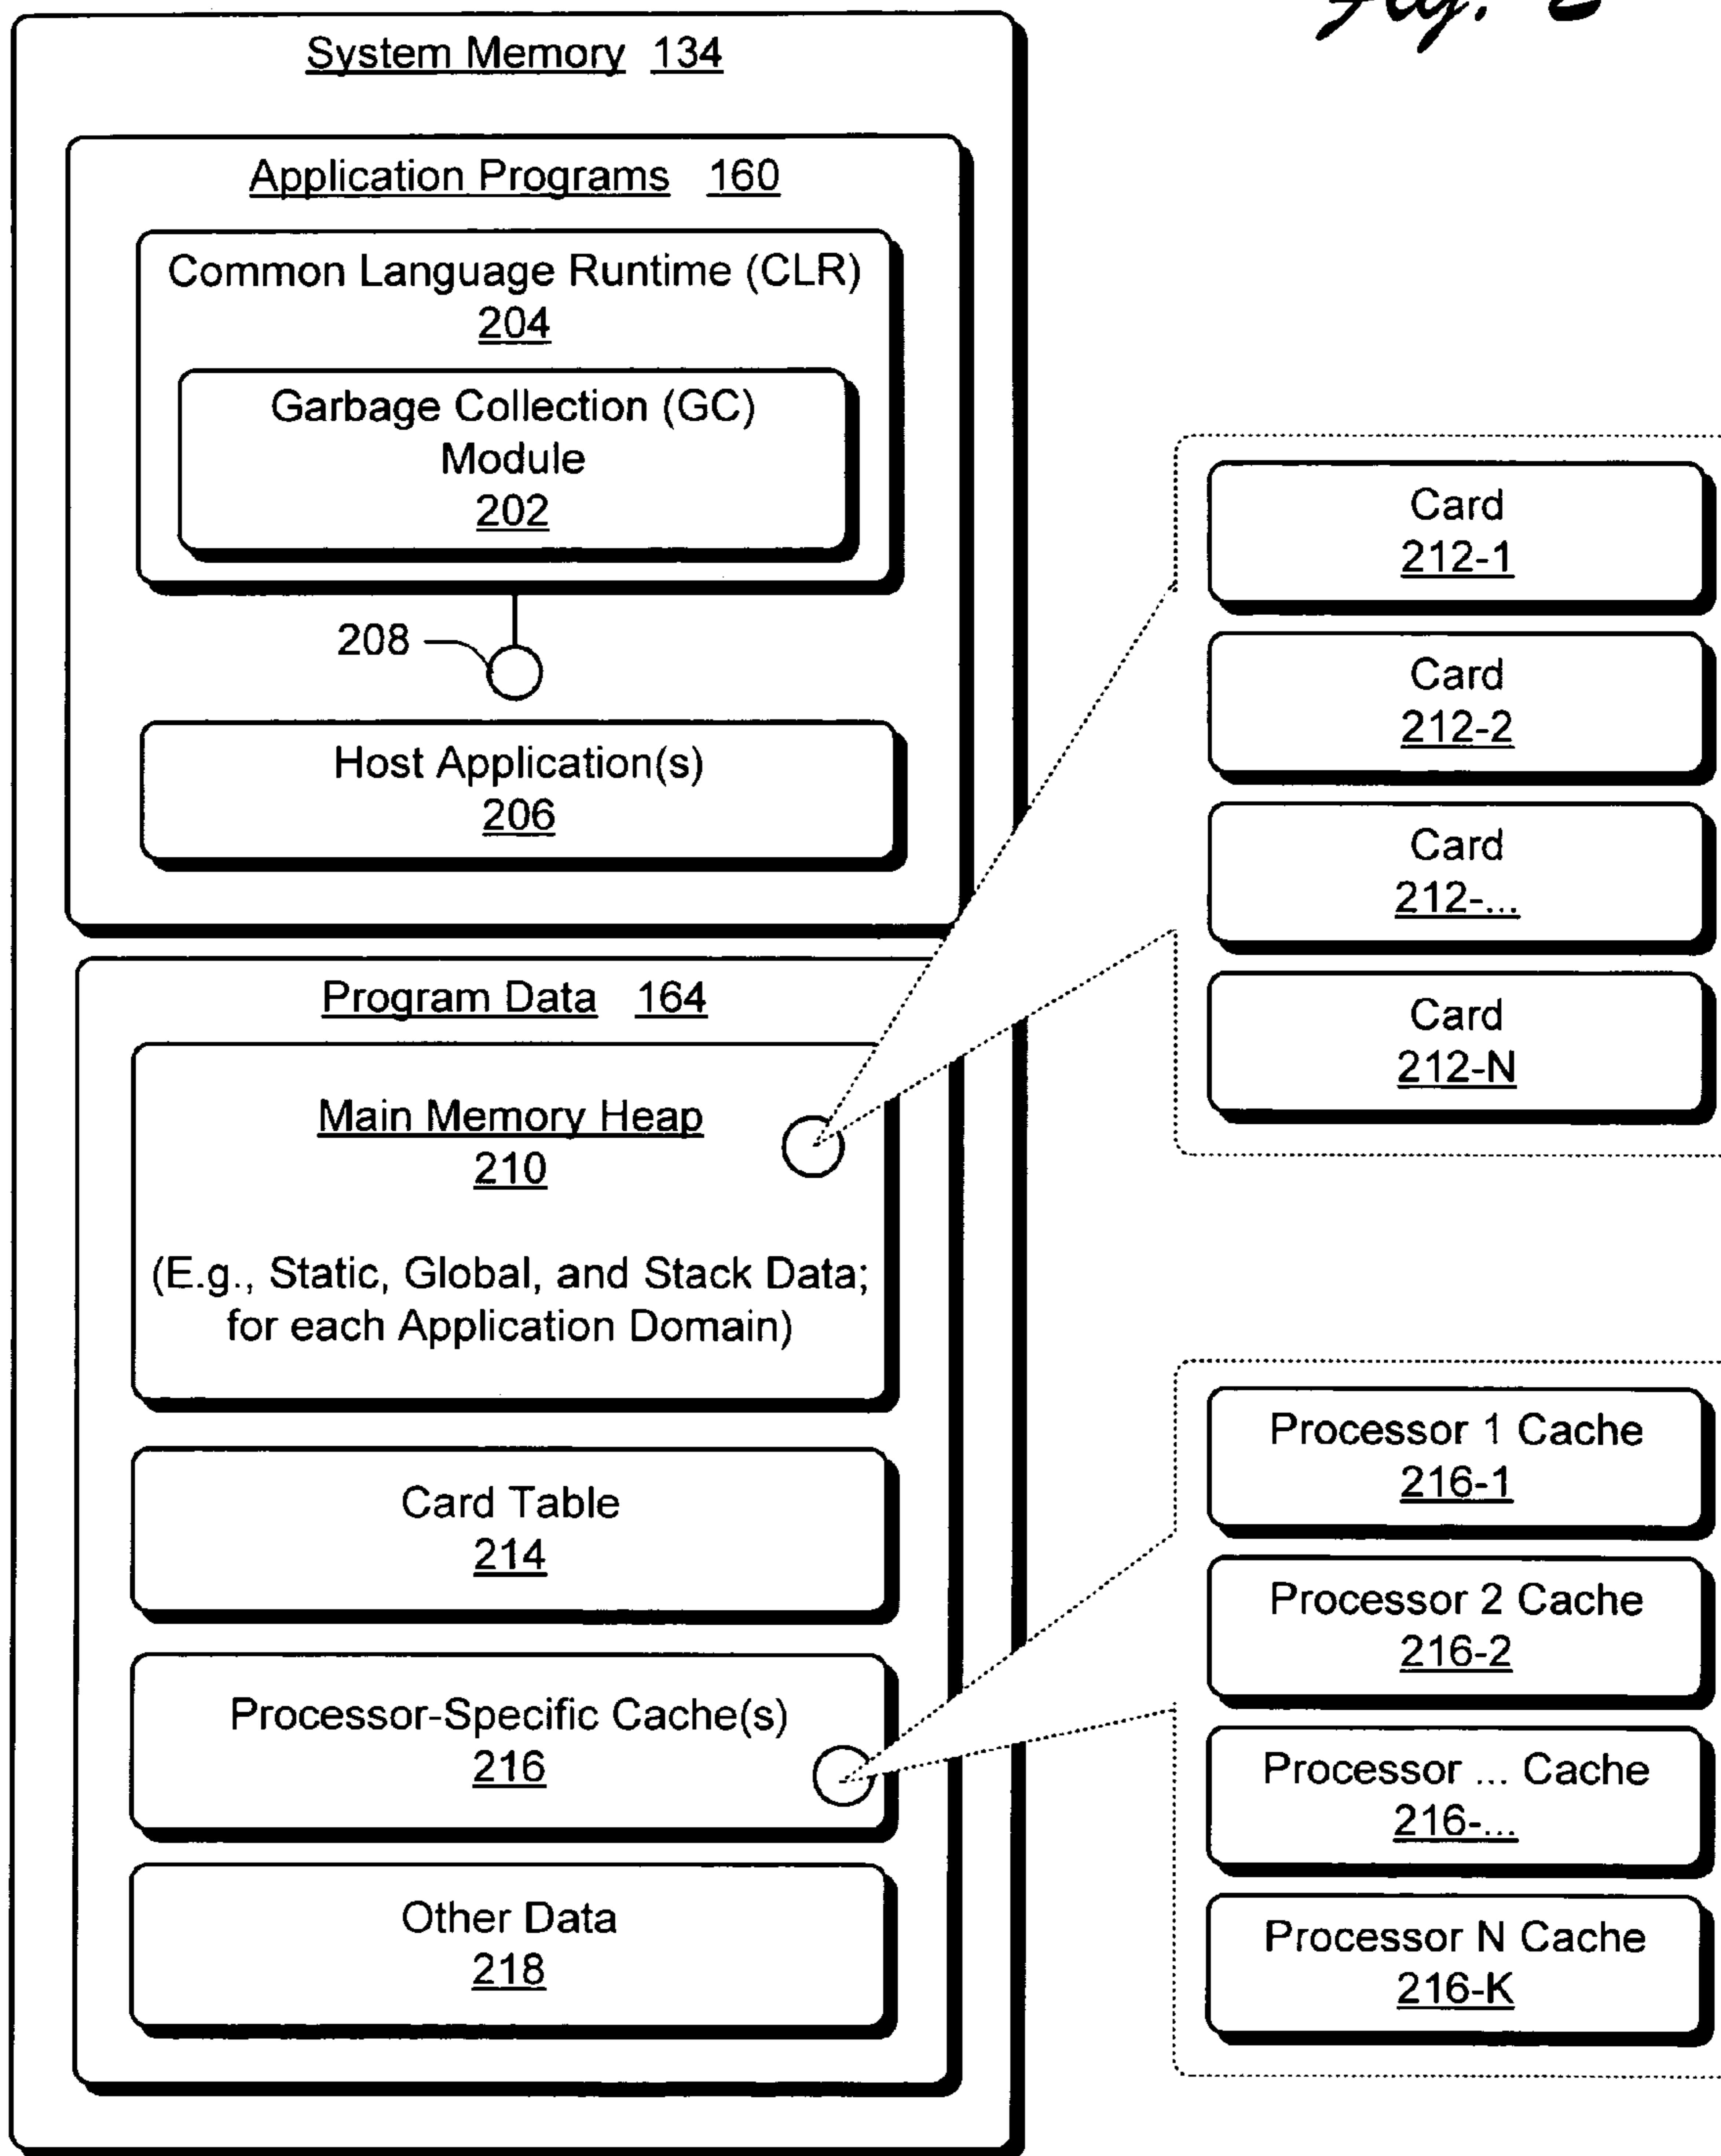 Fig. 2
System Memory 134
Application Programs 160
Common Language Runtime (CLR)
204
Garbage Collection (GC)
Module
202
208
Host Application(s)
206
Program Data 164
Main Memory Heap
210
(E.g., Static, Global, and Stack Data;
for each Application Domain)
Card Table
214
Processor-Specific Cache(s)
216
Other Data
218
Card
212-1
Card
212-2
Card
212-...
Card
212-N
Processor 1 Cache
216-1
Processor 2 Cache
216-2
Processor ... Cache
216-...
Processor N Cache
216-K